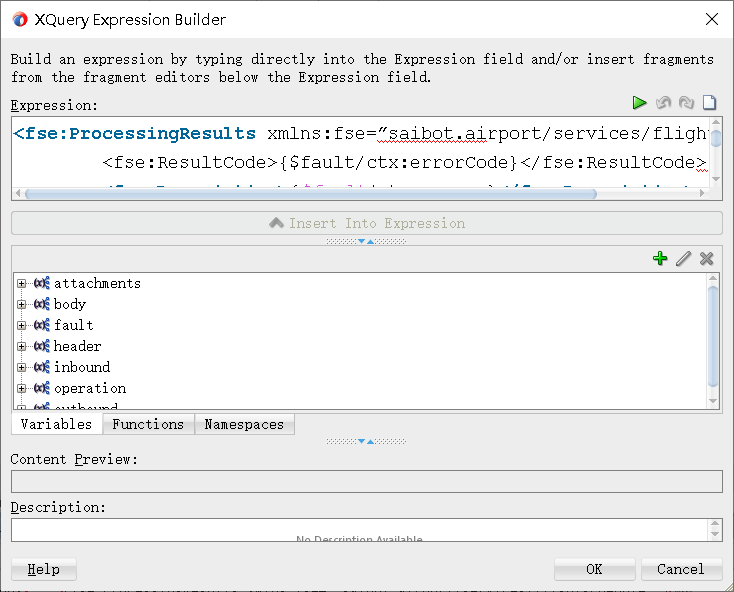 XQuery Expression Builder
Build an expression by typing directly into the Expression field and/or insert fragments
from the fragment editors below the Expression field.
Expression:
<fse:ProcessingResults xmlns:fse=”saibot.airport/services/fligh
<fse:ResultCode>{$fault/ctx:errorCode}</fse:ResultCode>
Insert Into Expression
attachments
body
fault
header
inbound
operation
outbound
Variables Functions Namespaces
Content Preview:
Description:
No Description Available
Help OK Cancel